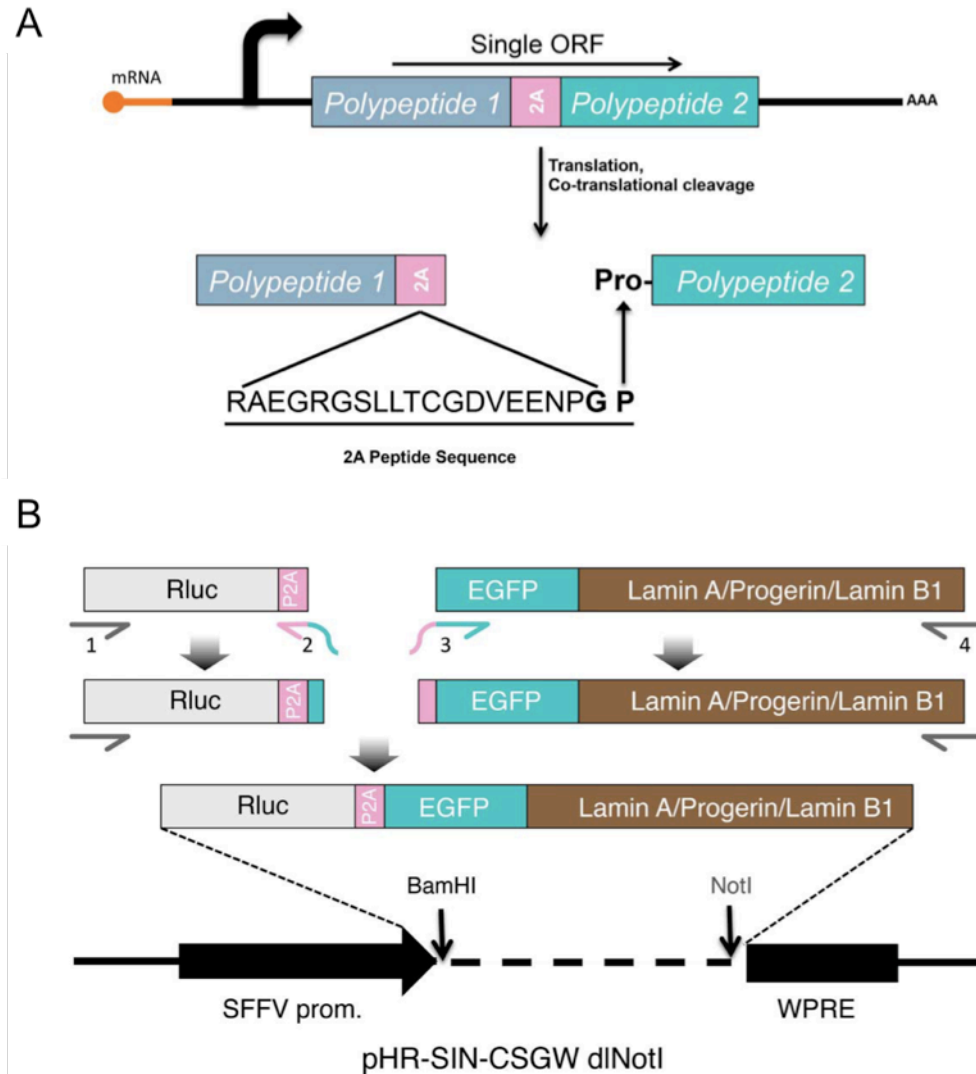 A
Single ORF
mRNA
Polypeptide 1
2A
Polypeptide 2
AAA
Translation,
Co-translational cleavage
Polypeptide 1
2A
Pro-
Polypeptide 2
RAEGRGSLLTCGDVEENPG P
2A Peptide Sequence
B
Rluc
P2A
EGFP
Lamin A/Progerin/Lamin B1
1
2
3
4
Rluc
P2A
EGFP
Lamin A/Progerin/Lamin B1
Rluc
P2A
EGFP
Lamin A/Progerin/Lamin B1
BamHI
NotI
SFFV prom.
WPRE
pHR-SIN-CSGW dlNotI